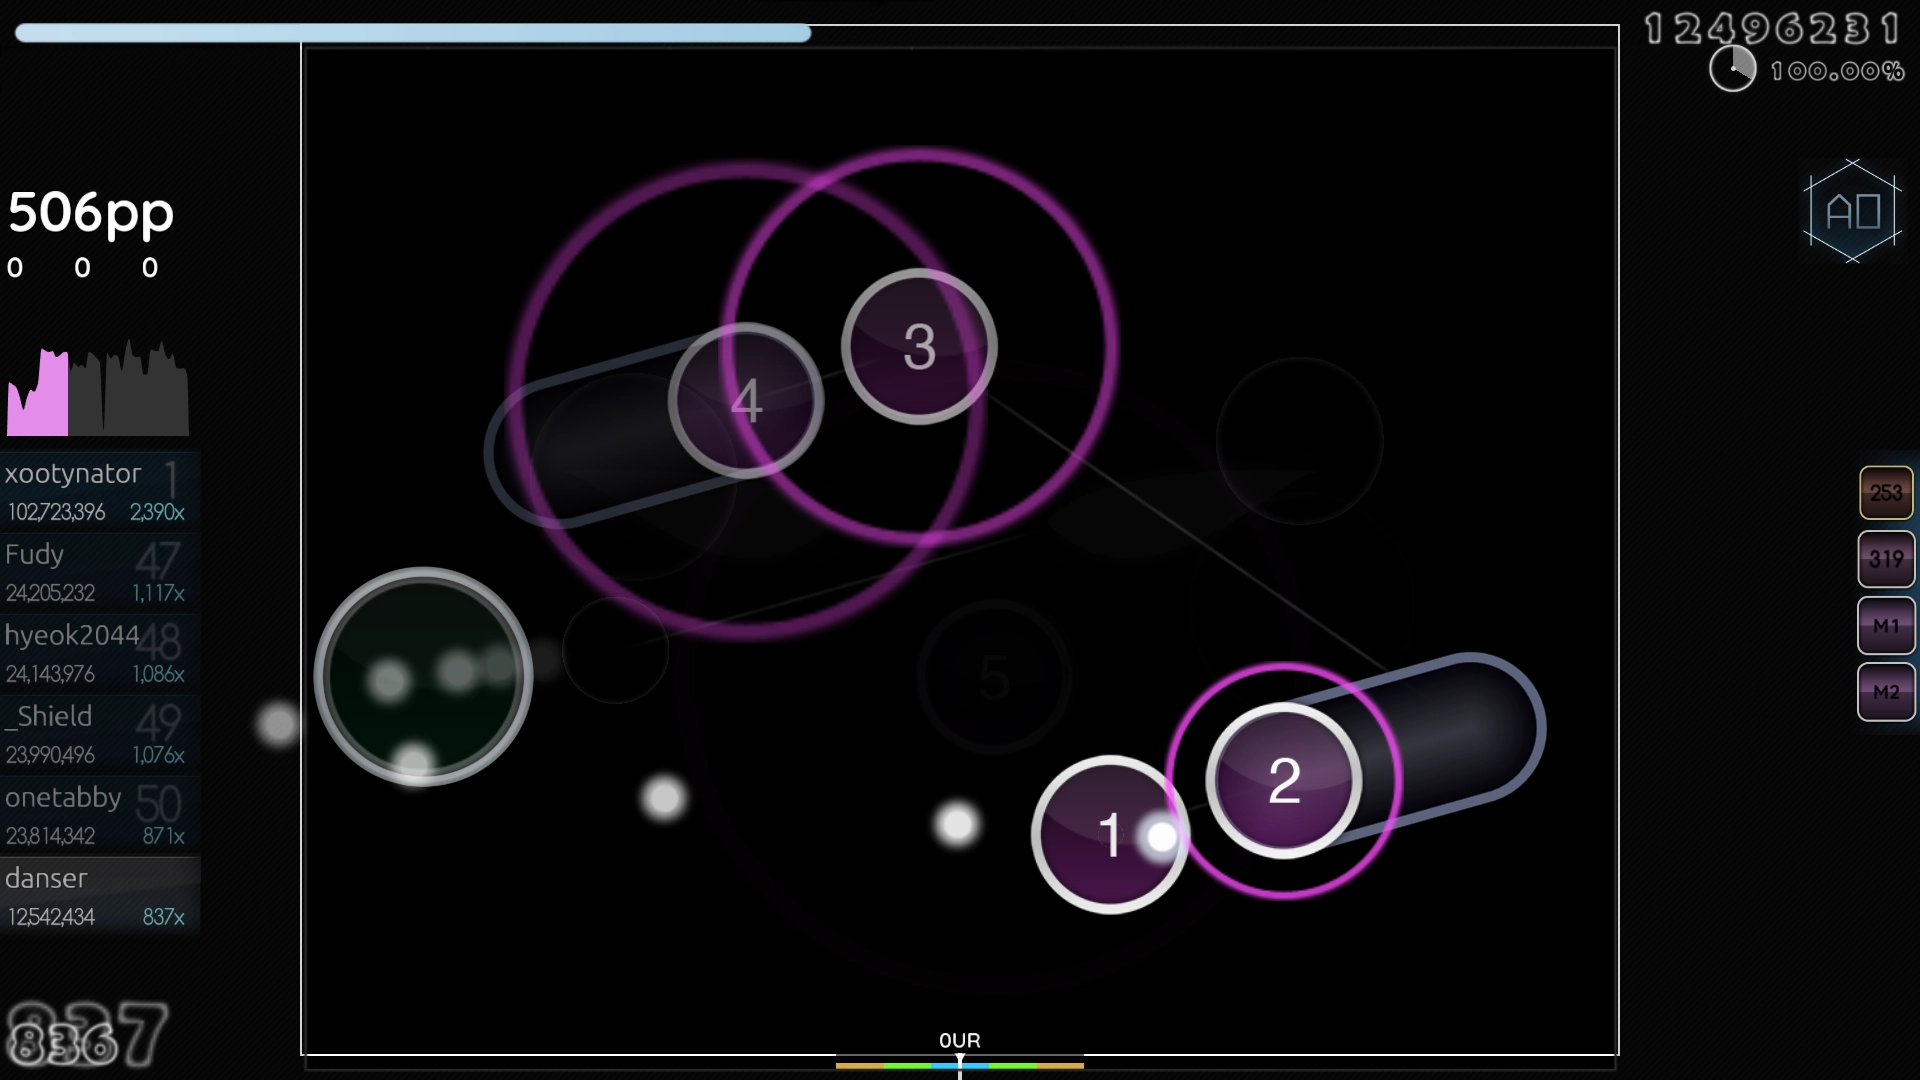 12496231
100.00%
506pp
0 0 0
xootynator 1
102,723,396 2,390x
Fudy 47
24,205,232 1,117x
hyeok2044 48
24,143,976 1,086x
_Shield 49
23,990,496 1,076x
onetabby 50
23,814,342 871x
danser
12,542,434 837x
837
836
3
4
5
2
1
0UR
253
319
M1
M2